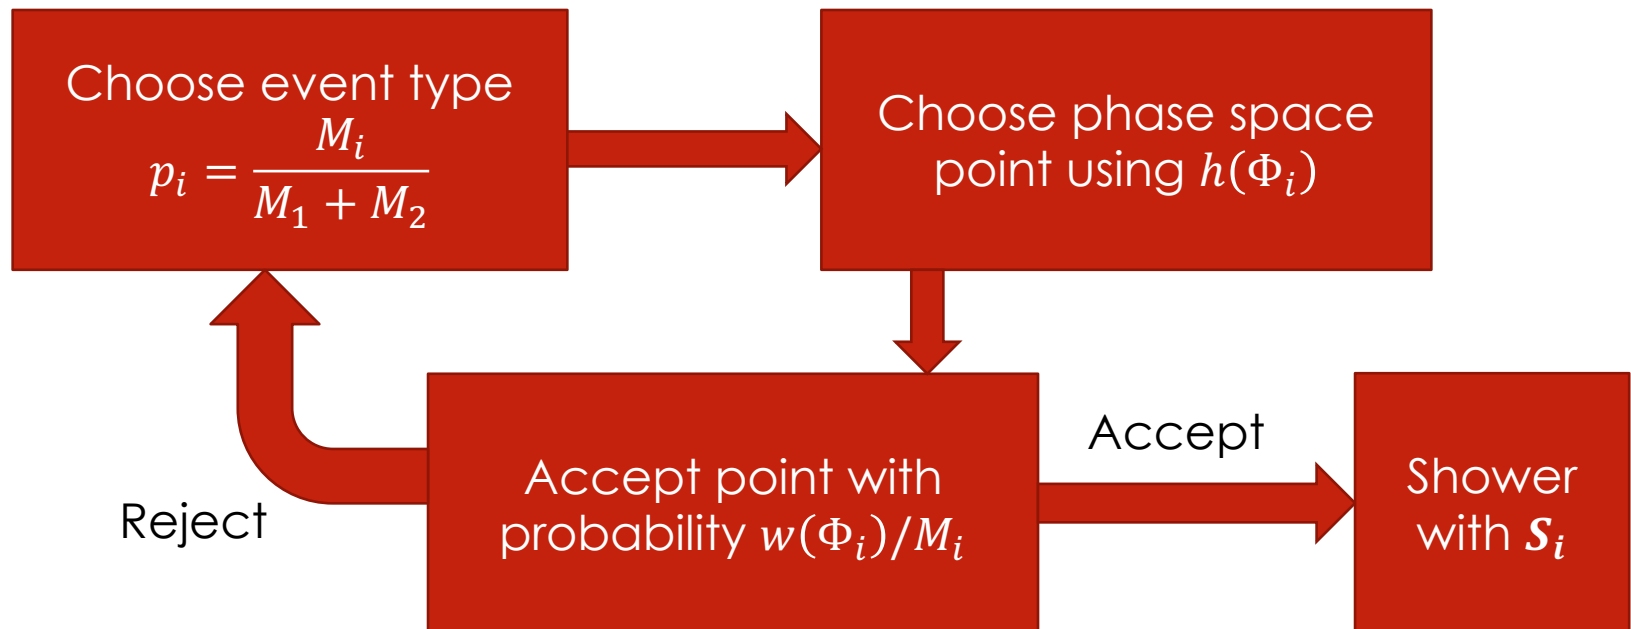 Choose event type
p_i = M_i / (M_1 + M_2)
Choose phase space
point using h(Φ_i)
Accept point with
probability w(Φ_i)/M_i
Reject
Accept
Shower
with S_i